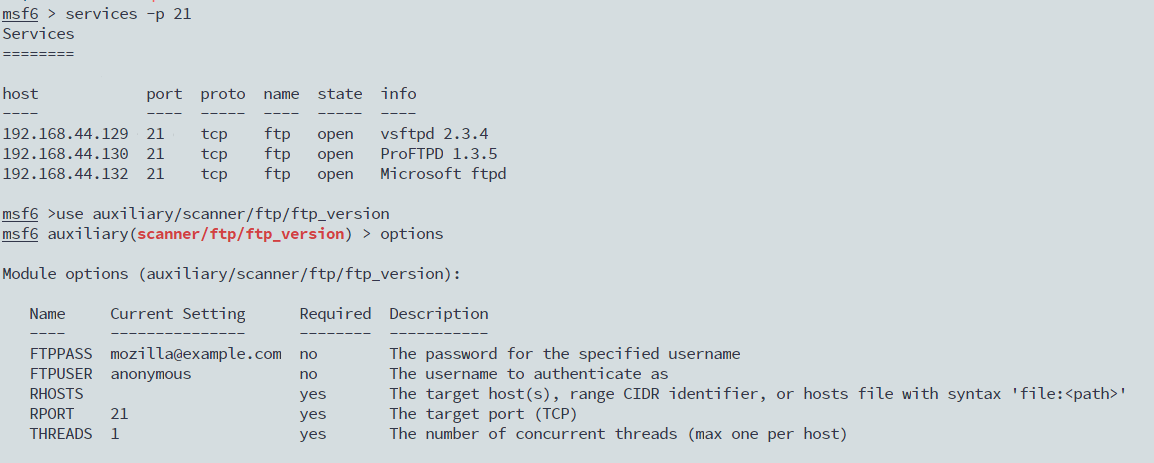 msf6 > services -p 21
Services
========
host            port  proto  name  state  info
----            ----  -----  ----  -----  ----
192.168.44.129  21    tcp    ftp   open   vsftpd 2.3.4
192.168.44.130  21    tcp    ftp   open   ProFTPD 1.3.5
192.168.44.132  21    tcp    ftp   open   Microsoft ftpd
msf6 >use auxiliary/scanner/ftp/ftp_version
msf6 auxiliary(scanner/ftp/ftp_version) > options
Module options (auxiliary/scanner/ftp/ftp_version):
   Name     Current Setting      Required  Description
   ----     ---------------      --------  -----------
   FTPPASS  mozilla@example.com  no        The password for the specified username
   FTPUSER  anonymous            no        The username to authenticate as
   RHOSTS                        yes       The target host(s), range CIDR identifier, or hosts file with syntax 'file:<path>'
   RPORT    21                   yes       The target port (TCP)
   THREADS  1                    yes       The number of concurrent threads (max one per host)